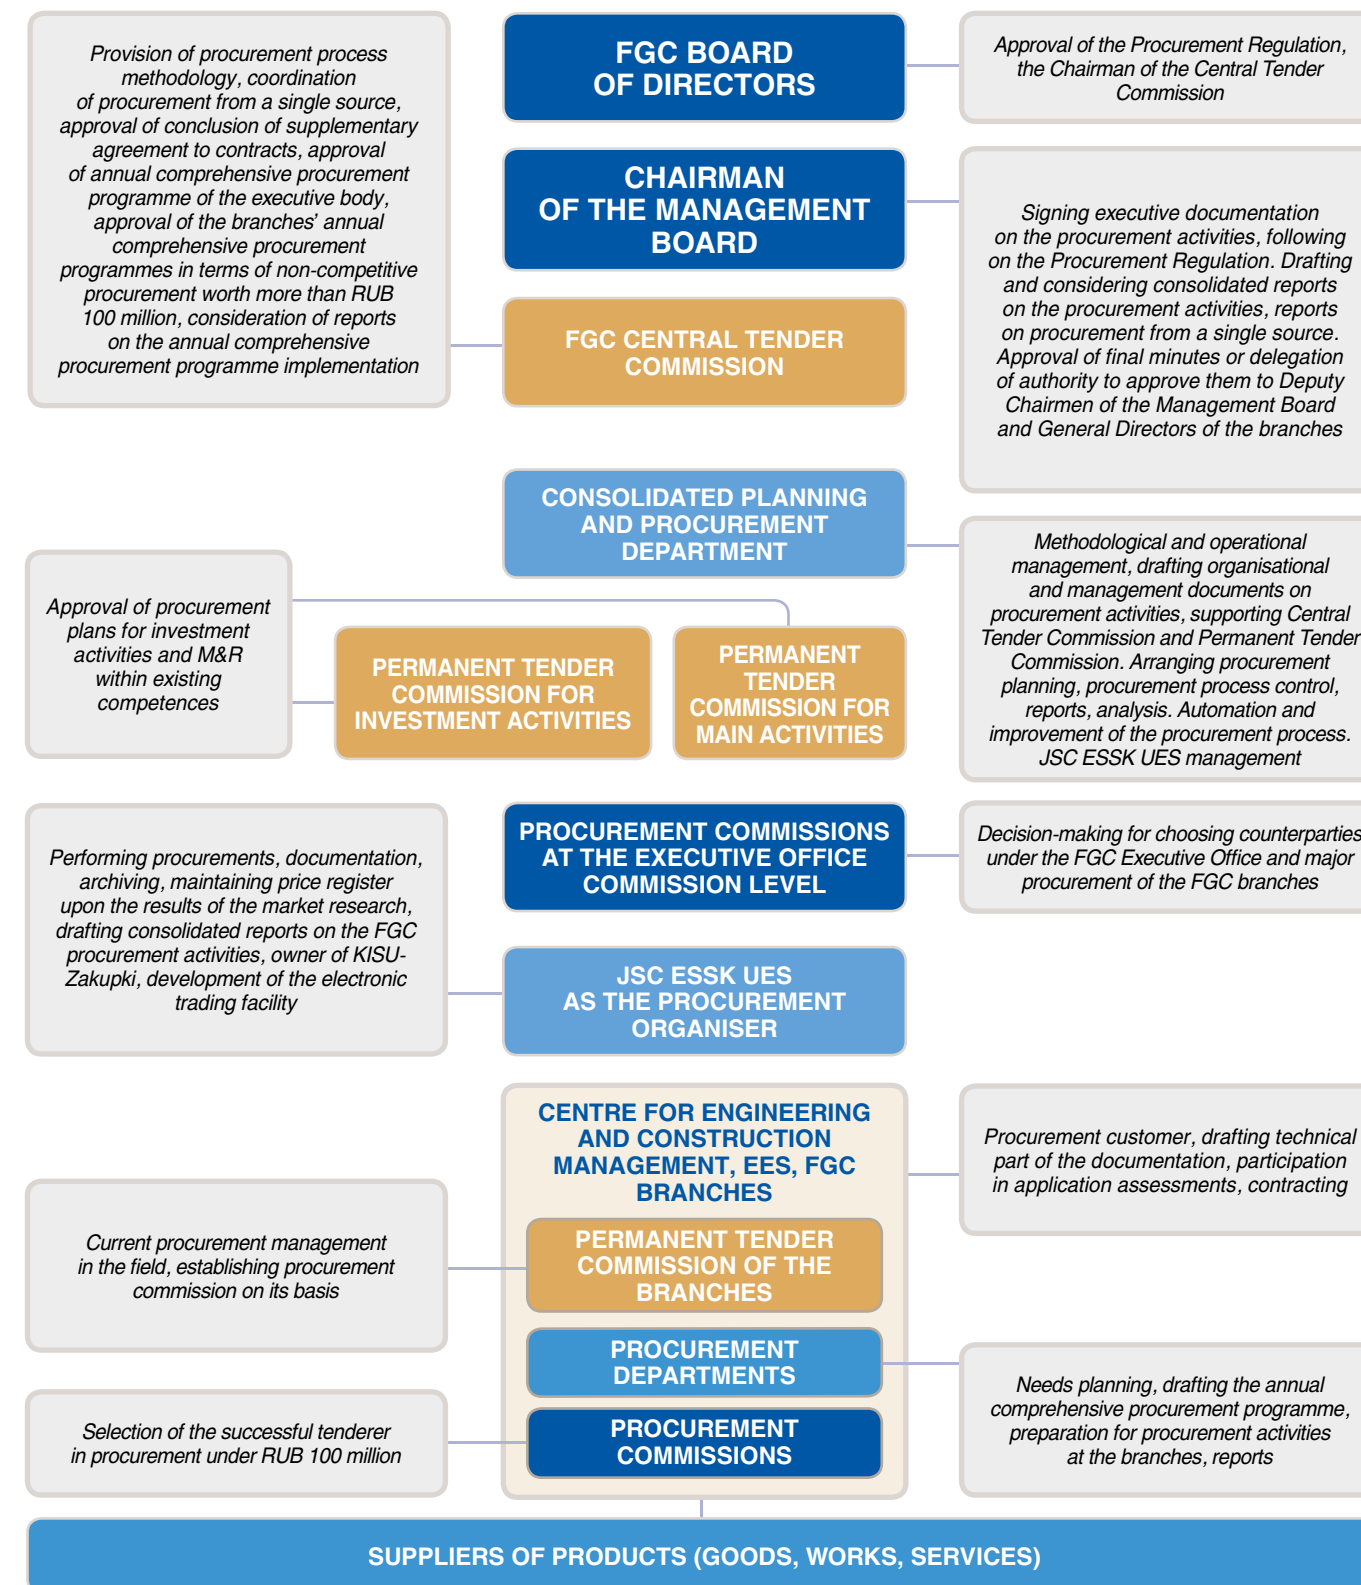 Provision of procurement process
methodology, coordination
of procurement from a single source,
approval of conclusion of supplementary
agreement to contracts, approval
of annual comprehensive procurement
programme of the executive body,
approval of the branches' annual
comprehensive procurement
programmes in terms of non-competitive
procurement worth more than RUB
100 million, consideration of reports
on the annual comprehensive
procurement programme implementation
FGC BOARD
OF DIRECTORS
Approval of the Procurement Regulation,
the Chairman of the Central Tender
Commission
CHAIRMAN
OF THE MANAGEMENT
BOARD
Signing executive documentation
on the procurement activities, following
on the Procurement Regulation. Drafting
and considering consolidated reports
on the procurement activities, reports
on procurement from a single source.
Approval of final minutes or delegation
of authority to approve them to Deputy
Chairmen of the Management Board
and General Directors of the branches
FGC CENTRAL TENDER
COMMISSION
CONSOLIDATED PLANNING
AND PROCUREMENT
DEPARTMENT
Methodological and operational
management, drafting organisational
and management documents on
procurement activities, supporting Central
Tender Commission and Permanent Tender
Commission. Arranging procurement
planning, procurement process control,
reports, analysis. Automation and
improvement of the procurement process.
JSC ESSK UES management
Approval of procurement
plans for investment
activities and M&R
within existing
competences
PERMANENT TENDER
COMMISSION FOR
INVESTMENT ACTIVITIES
PERMANENT
TENDER
COMMISSION FOR
MAIN ACTIVITIES
Performing procurements, documentation,
archiving, maintaining price register
upon the results of the market research,
drafting consolidated reports on the FGC
procurement activities, owner of KISU-
Zakupki, development of the electronic
trading facility
PROCUREMENT COMMISSIONS
AT THE EXECUTIVE OFFICE
COMMISSION LEVEL
Decision-making for choosing counterparties
under the FGC Executive Office and major
procurement of the FGC branches
JSC ESSK UES
AS THE PROCUREMENT
ORGANISER
CENTRE FOR ENGINEERING
AND CONSTRUCTION
MANAGEMENT, EES, FGC
BRANCHES
Procurement customer, drafting technical
part of the documentation, participation
in application assessments, contracting
Current procurement management
in the field, establishing procurement
commission on its basis
PERMANENT TENDER
COMMISSION OF THE
BRANCHES
PROCUREMENT
DEPARTMENTS
Needs planning, drafting the annual
comprehensive procurement programme,
preparation for procurement activities
at the branches, reports
Selection of the successful tenderer
in procurement under RUB 100 million
PROCUREMENT
COMMISSIONS
SUPPLIERS OF PRODUCTS (GOODS, WORKS, SERVICES)